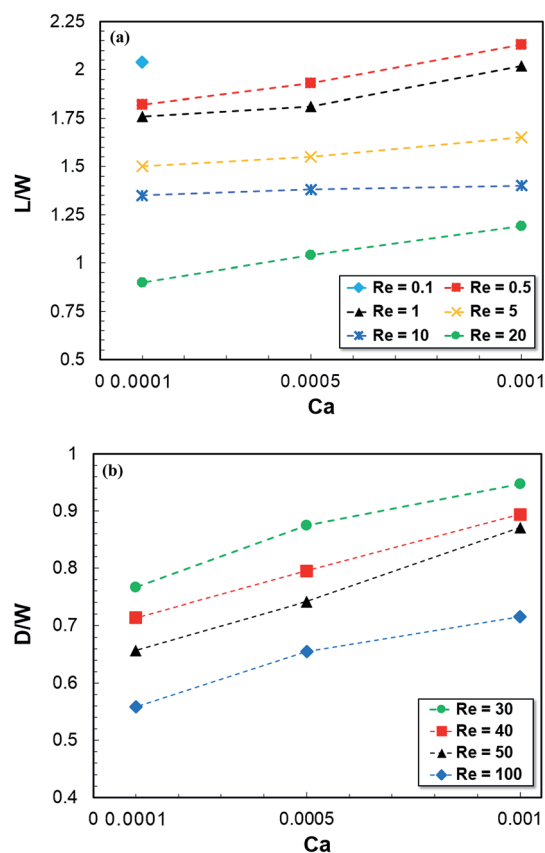 (a)
2.25
2
1.75
1.5
1.25
1
0.75
0.5
L/W
Re = 0.1 Re = 0.5
Re = 1 Re = 5
Re = 10 Re = 20
0 0.0001 0.0005 0.001
Ca
(b)
1
0.9
0.8
0.7
0.6
0.5
0.4
D/W
Re = 30
Re = 40
Re = 50
Re = 100
0 0.0001 0.0005 0.001
Ca